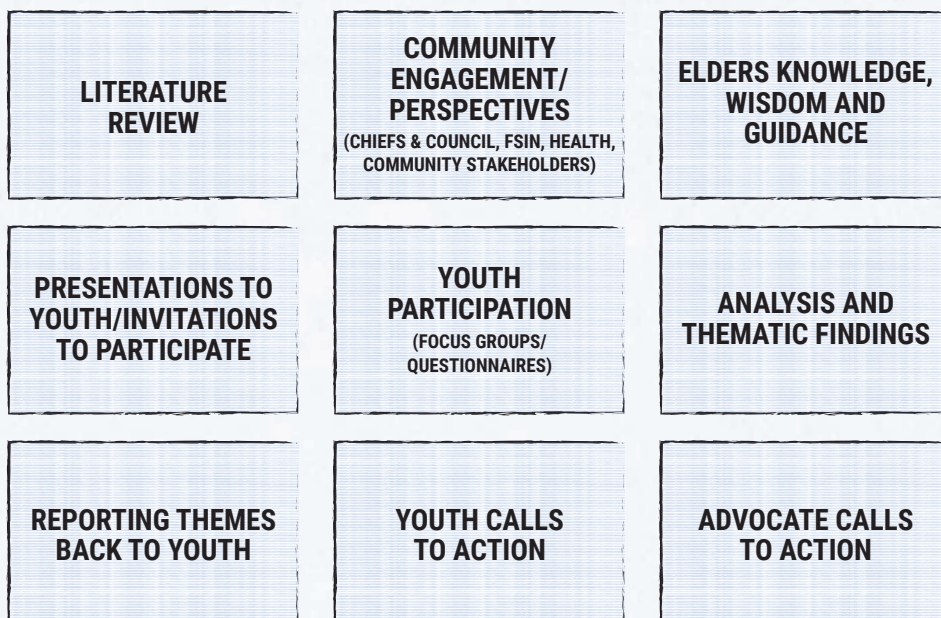 LITERATURE
REVIEW
COMMUNITY
ENGAGEMENT/
PERSPECTIVES
(CHIEFS & COUNCIL, FSIN, HEALTH,
COMMUNITY STAKEHOLDERS)
ELDERS KNOWLEDGE,
WISDOM AND
GUIDANCE
PRESENTATIONS TO
YOUTH/INVITATIONS
TO PARTICIPATE
YOUTH
PARTICIPATION
(FOCUS GROUPS/
QUESTIONNAIRES)
ANALYSIS AND
THEMATIC FINDINGS
REPORTING THEMES
BACK TO YOUTH
YOUTH CALLS
TO ACTION
ADVOCATE CALLS
TO ACTION